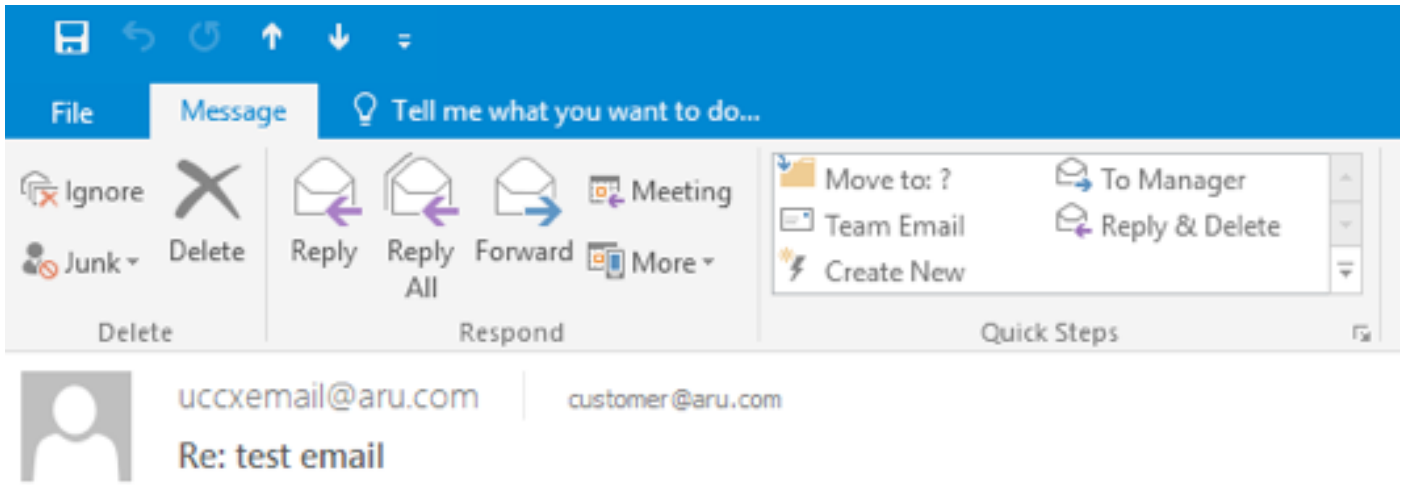 File Message Tell me what you want to do...
Ignore
Junk
Delete
Reply
Reply All
Forward
Meeting
More
Move to: ?
Team Email
Create New
To Manager
Reply & Delete
Delete Respond Quick Steps
uccxemail@aru.com customer@aru.com
Re: test email